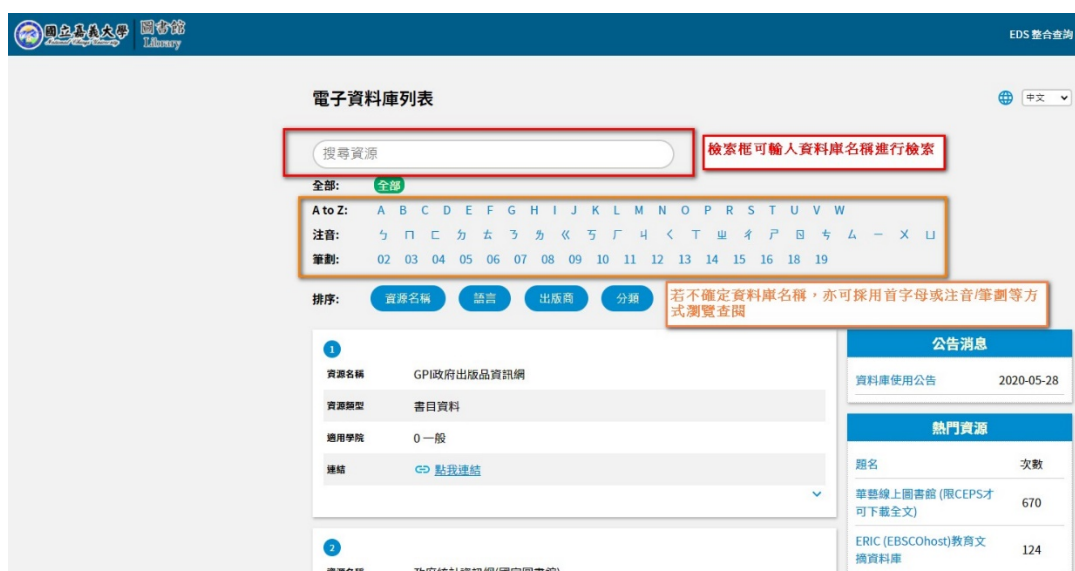 國立嘉義大學 圖書館
National Chiayi University Library
EDS 整合查詢
電子資料庫列表
中文
搜尋資源
檢索框可輸入資料庫名稱進行檢索
全部: 全部
A to Z: A B C D E F G H I J K L M N O P R S T U V W
注音: ㄅ ㄇ ㄈ ㄉ ㄊ ㄋ ㄌ ㄍ ㄎ ㄏ ㄐ ㄑ ㄒ ㄓ ㄔ ㄕ ㄖ ㄘ ㄙ ㄧ ㄨ ㄩ
筆劃: 02 03 04 05 06 07 08 09 10 11 12 13 14 15 16 18 19
排序: 資源名稱 語言 出版商 分類
若不確定資料庫名稱，亦可採用首字母或注音/筆劃等方
式瀏覽查閱
1
資源名稱 GPI政府出版品資訊網
資源類型 書目資料
適用學院 0 一般
連結 點我連結
公告消息
資料庫使用公告 2020-05-28
熱門資源
題名 次數
華藝線上圖書館 (限CEPS才
可下載全文) 670
ERIC (EBSCOhost)教育文
摘資料庫 124
2